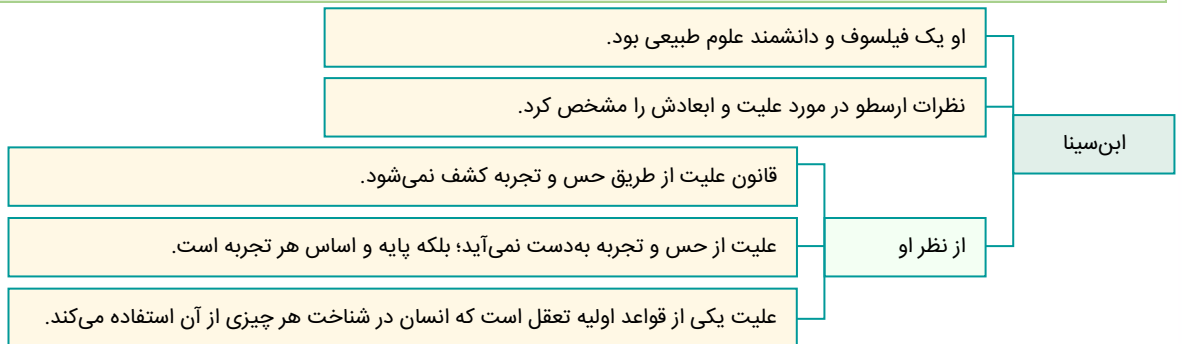 ابن‌سینا
او یک فیلسوف و دانشمند علوم طبیعی بود.
نظرات ارسطو در مورد علیت و ابعادش را مشخص کرد.
از نظر او
قانون علیت از طریق حس و تجربه کشف نمی‌شود.
علیت از حس و تجربه به‌دست نمی‌آید؛ بلکه پایه و اساس هر تجربه است.
علیت یکی از قواعد اولیه تعقل است که انسان در شناخت هر چیزی از آن استفاده می‌کند.